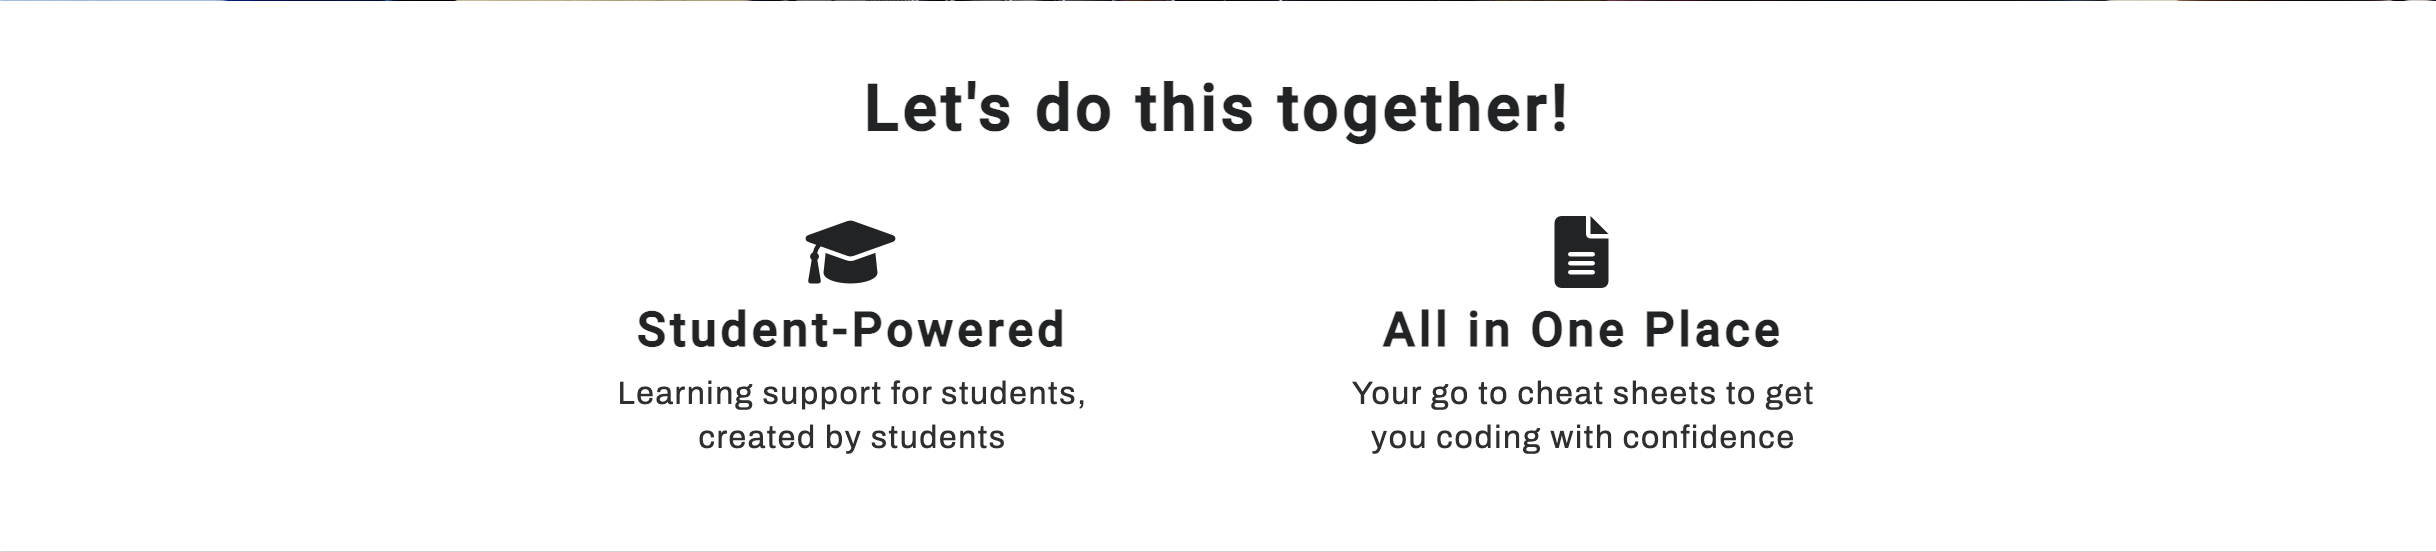 Let's do this together!
Student-Powered
Learning support for students,
created by students
All in One Place
Your go to cheat sheets to get
you coding with confidence